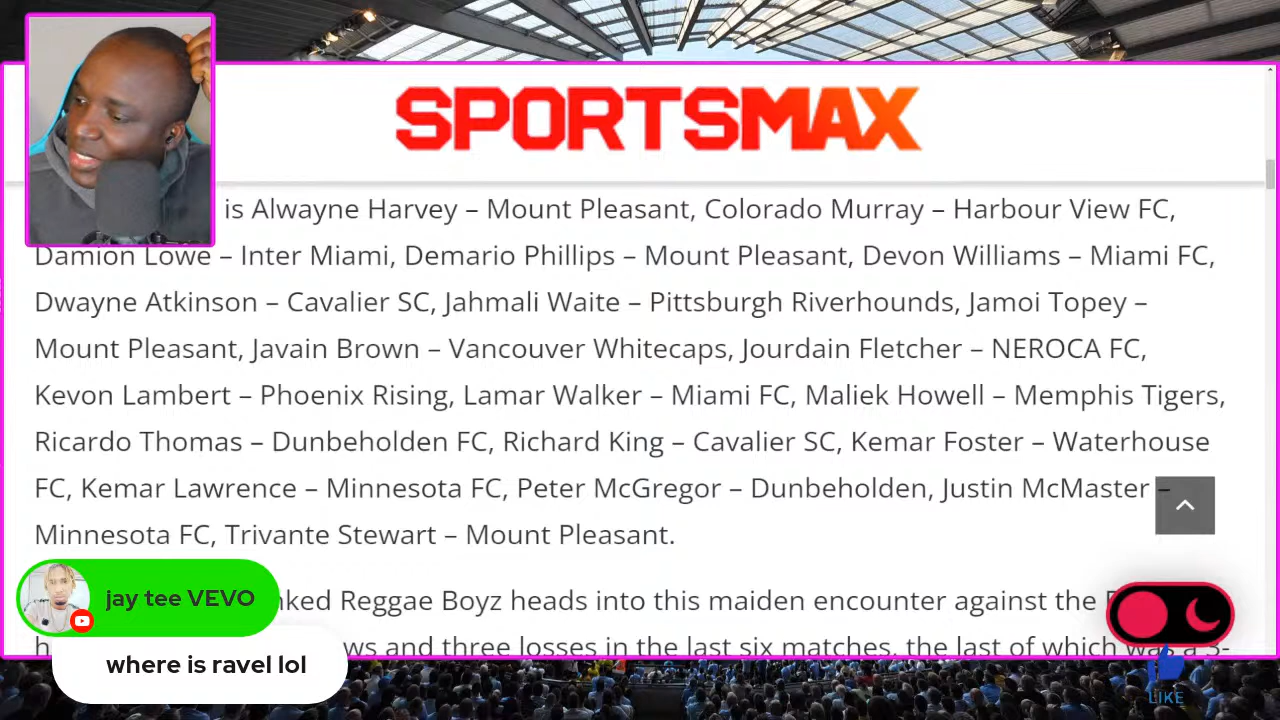 SPORTSMAX
is Alwayne Harvey – Mount Pleasant, Colorado Murray – Harbour View FC,
Damion Lowe – Inter Miami, Demario Phillips – Mount Pleasant, Devon Williams – Miami FC,
Dwayne Atkinson – Cavalier SC, Jahmali Waite – Pittsburgh Riverhounds, Jamoi Topey –
Mount Pleasant, Javain Brown – Vancouver Whitecaps, Jourdain Fletcher – NEROCA FC,
Kevon Lambert – Phoenix Rising, Lamar Walker – Miami FC, Maliek Howell – Memphis Tigers,
Ricardo Thomas – Dunbeholden FC, Richard King – Cavalier SC, Kemar Foster – Waterhouse
FC, Kemar Lawrence – Minnesota FC, Peter McGregor – Dunbeholden, Justin McMaster –
Minnesota FC, Trivante Stewart – Mount Pleasant.
Reggae Boyz heads into this maiden encounter against the
and three losses in the last six matches, the last of which was a 3-
jay tee VEVO
where is ravel lol
LIKE